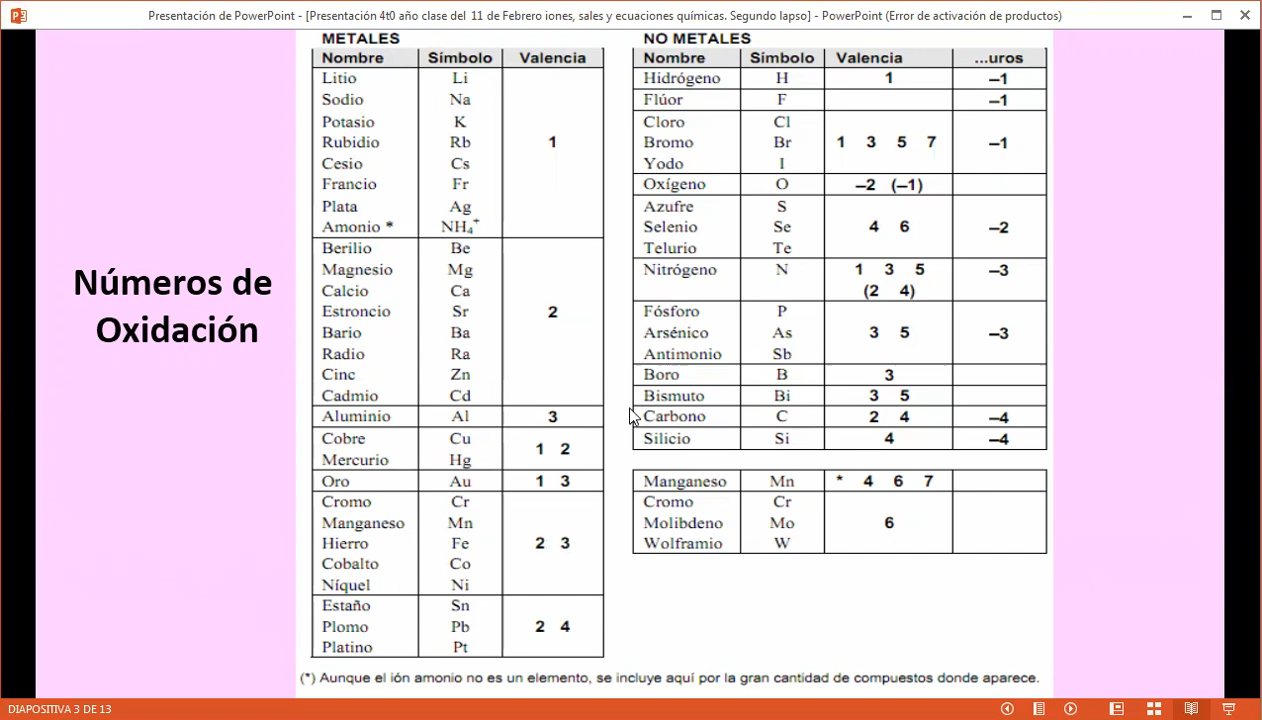 Presentación de PowerPoint - [Presentación 4t0 año clase del 11 de Febrero iones, sales y ecuaciones químicas. Segundo lapso] - PowerPoint (Error de activación de productos)
Números de
Oxidación
METALES
Nombre Símbolo Valencia
Litio Li
Sodio Na
Potasio K
Rubidio Rb 1
Cesio Cs
Francio Fr
Plata Ag
Amonio * NH₄⁺
Berilio Be
Magnesio Mg
Calcio Ca
Estroncio Sr 2
Bario Ba
Radio Ra
Cinc Zn
Cadmio Cd
Aluminio Al 3
Cobre Cu
1 2
Mercurio Hg
Oro Au 1 3
Cromo Cr
Manganeso Mn
Hierro Fe 2 3
Cobalto Co
Níquel Ni
Estaño Sn
Plomo Pb 2 4
Platino Pt
NO METALES
Nombre Símbolo Valencia ...uros
Hidrógeno H 1 –1
Flúor F –1
Cloro Cl
Bromo Br 1 3 5 7 –1
Yodo I
Oxígeno O –2 (–1)
Azufre S
Selenio Se 4 6 –2
Telurio Te
Nitrógeno N 1 3 5 –3
(2 4)
Fósforo P
Arsénico As 3 5 –3
Antimonio Sb
Boro B 3
Bismuto Bi 3 5
Carbono C 2 4 –4
Silicio Si 4 –4
Manganeso Mn * 4 6 7
Cromo Cr
Molibdeno Mo 6
Wolframio W
(*) Aunque el ión amonio no es un elemento, se incluye aquí por la gran cantidad de compuestos donde aparece.
DIAPOSITIVA 3 DE 13